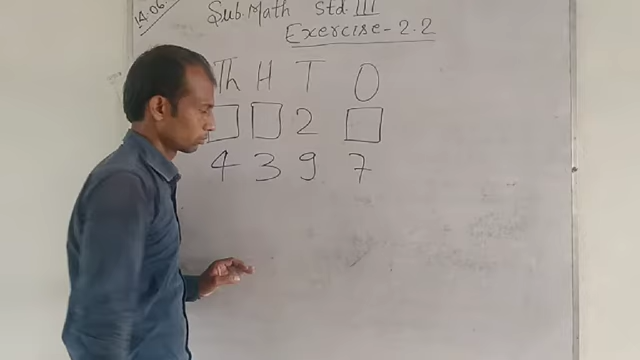 14.06.
Sub. Math Std. III
Exercise - 2.2
Th H T O
2
4 3 9 7